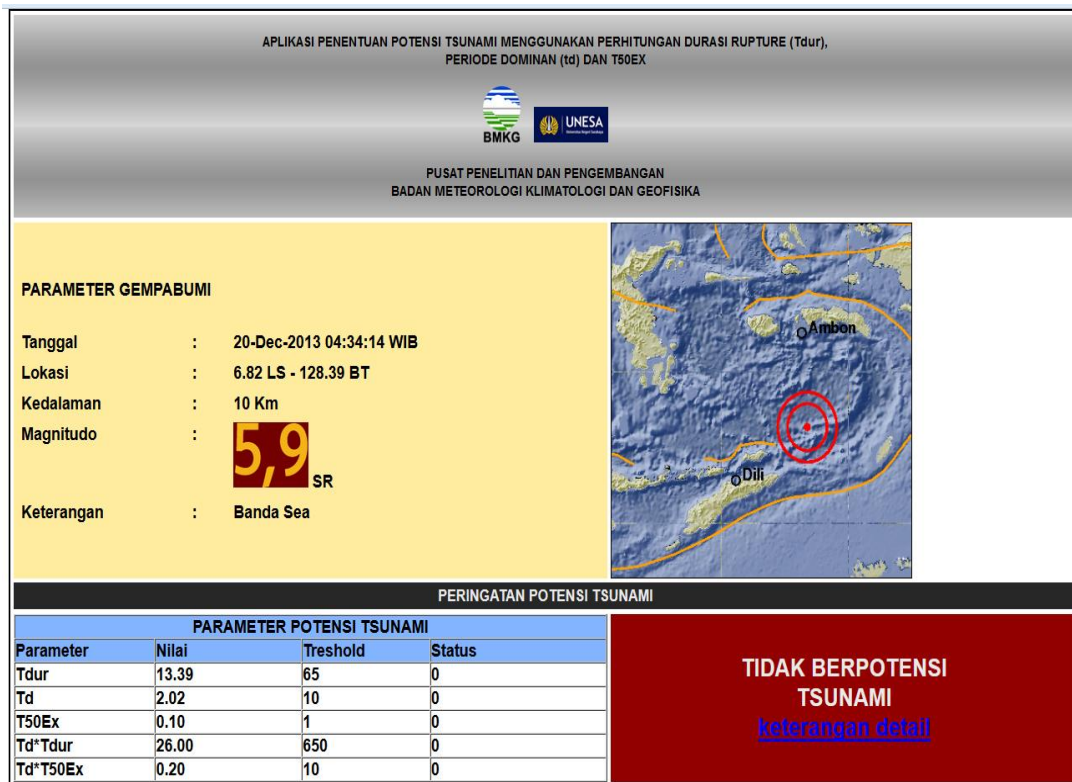 APLIKASI PENENTUAN POTENSI TSUNAMI MENGGUNAKAN PERHITUNGAN DURASI RUPTURE (Tdur),
PERIODE DOMINAN (td) DAN T50EX
BMKG
UNESA
PUSAT PENELITIAN DAN PENGEMBANGAN
BADAN METEOROLOGI KLIMATOLOGI DAN GEOFISIKA
PARAMETER GEMPABUMI
Tanggal : 20-Dec-2013 04:34:14 WIB
Lokasi : 6.82 LS - 128.39 BT
Kedalaman : 10 Km
Magnitudo : 5,9 SR
Keterangan : Banda Sea
Ambon
Dili
PERINGATAN POTENSI TSUNAMI
PARAMETER POTENSI TSUNAMI
Parameter Nilai Treshold Status
Tdur 13.39 65 0
Td 2.02 10 0
T50Ex 0.10 1 0
Td*Tdur 26.00 650 0
Td*T50Ex 0.20 10 0
TIDAK BERPOTENSI
TSUNAMI
keterangan detail